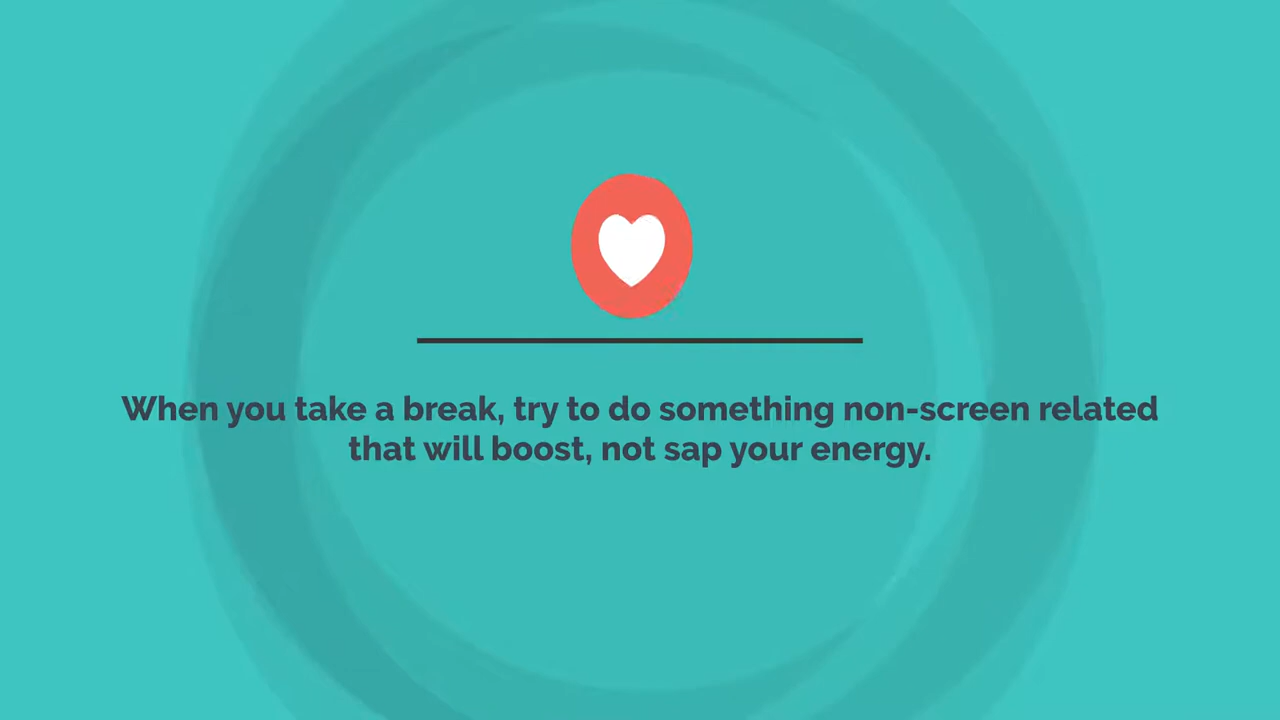 When you take a break, try to do something non-screen related
that will boost, not sap your energy.